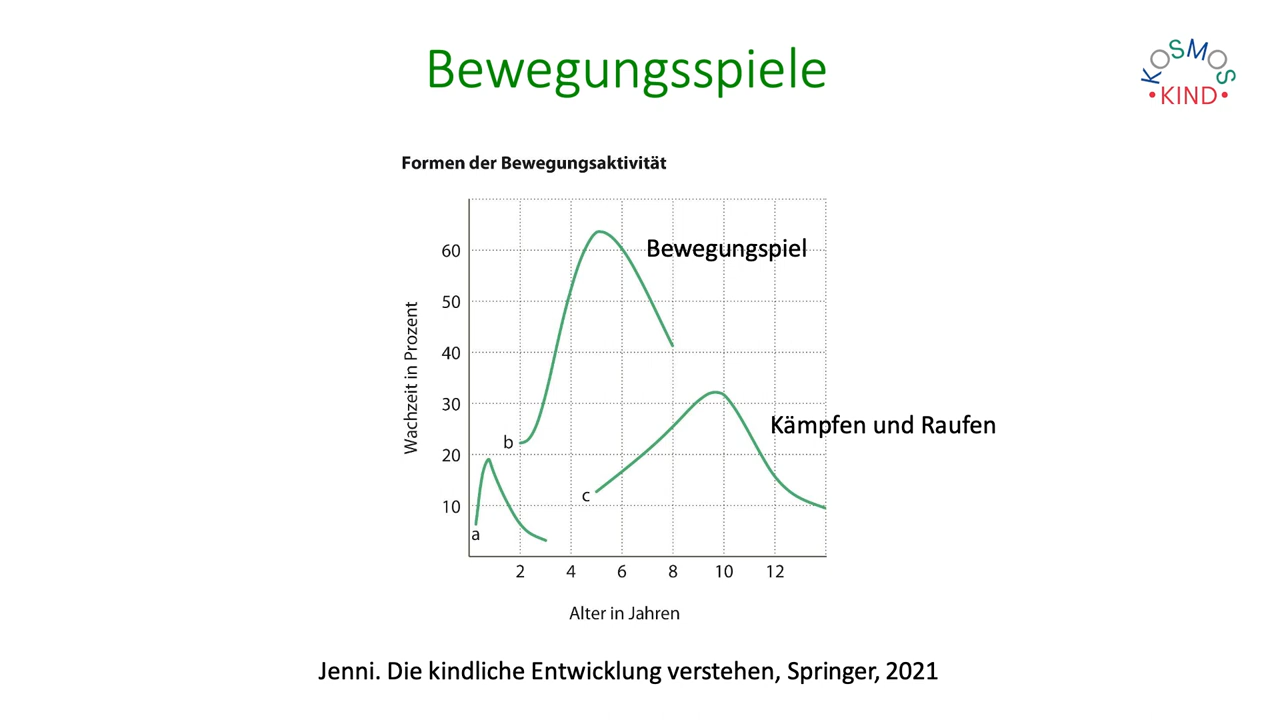 Bewegungsspiele
KOSMOS
•KIND•
Formen der Bewegungsaktivität
Wachzeit in Prozent
60
50
40
30
20
10
Bewegungspiel
Kämpfen und Raufen
b
c
a
2 4 6 8 10 12
Alter in Jahren
Jenni. Die kindliche Entwicklung verstehen, Springer, 2021